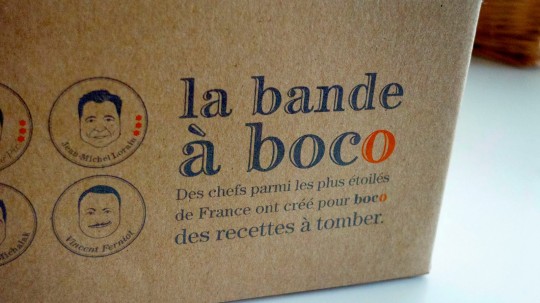 la bande
à boco
Des chefs parmi les plus étoilés
de France ont créé pour boco
des recettes à tomber.
Jean-Michel Lorain
Vincent Ferniot